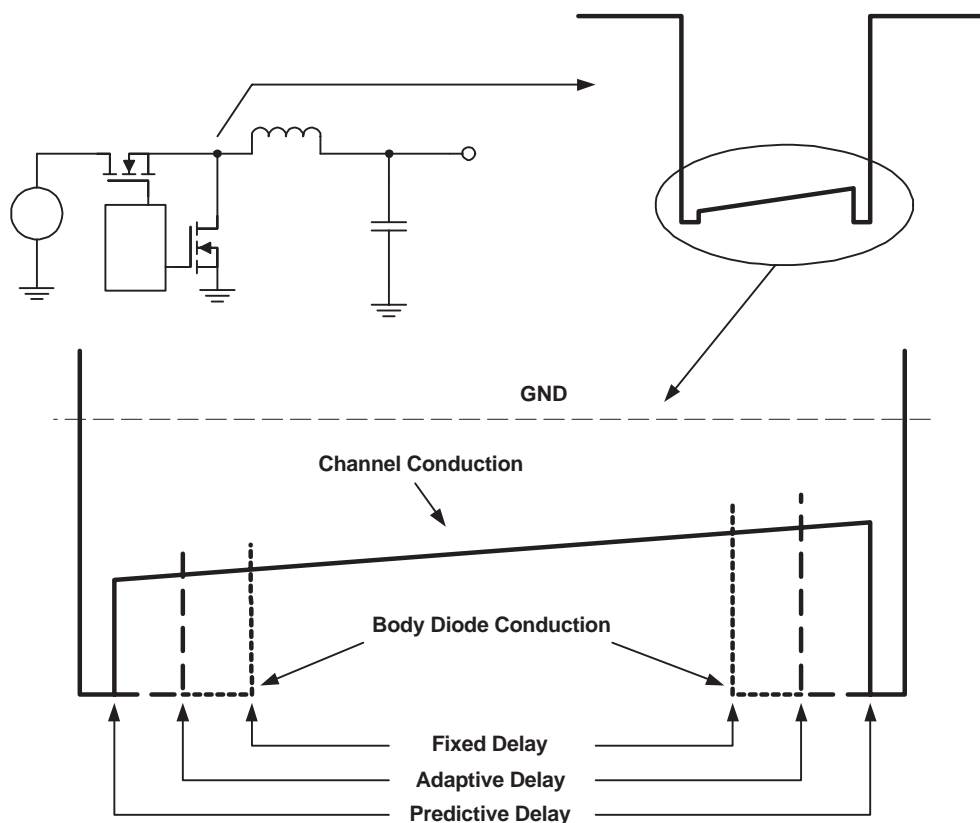 GND
Channel Conduction
Body Diode Conduction
Fixed Delay
Adaptive Delay
Predictive Delay